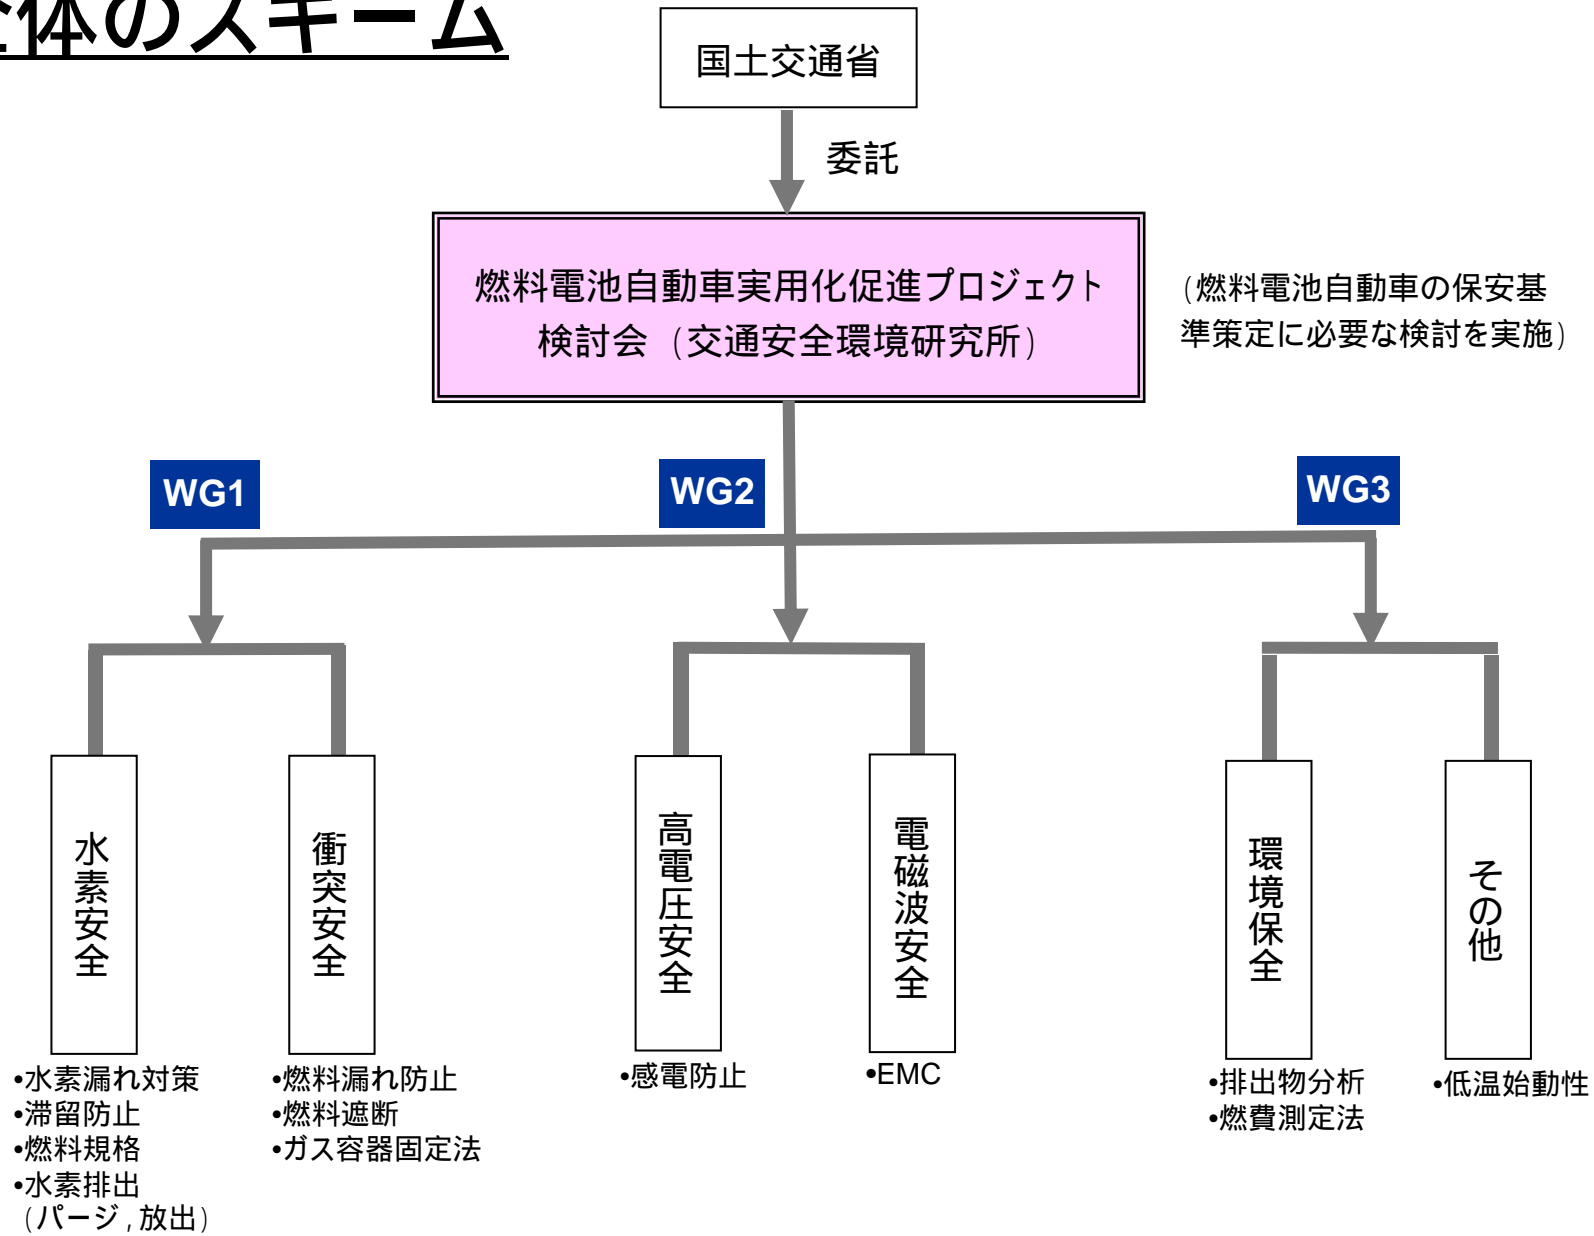 全体のスキーム
国土交通省
委託
燃料電池自動車実用化促進プロジェクト
検討会（交通安全環境研究所）
（燃料電池自動車の保安基
準策定に必要な検討を実施）
WG1
WG2
WG3
水素安全
衝突安全
高電圧安全
電磁波安全
環境保全
その他
•水素漏れ対策
•滞留防止
•燃料規格
•水素排出
（パージ，放出）
•燃料漏れ防止
•燃料遮断
•ガス容器固定法
•感電防止
•EMC
•排出物分析
•燃費測定法
•低温始動性